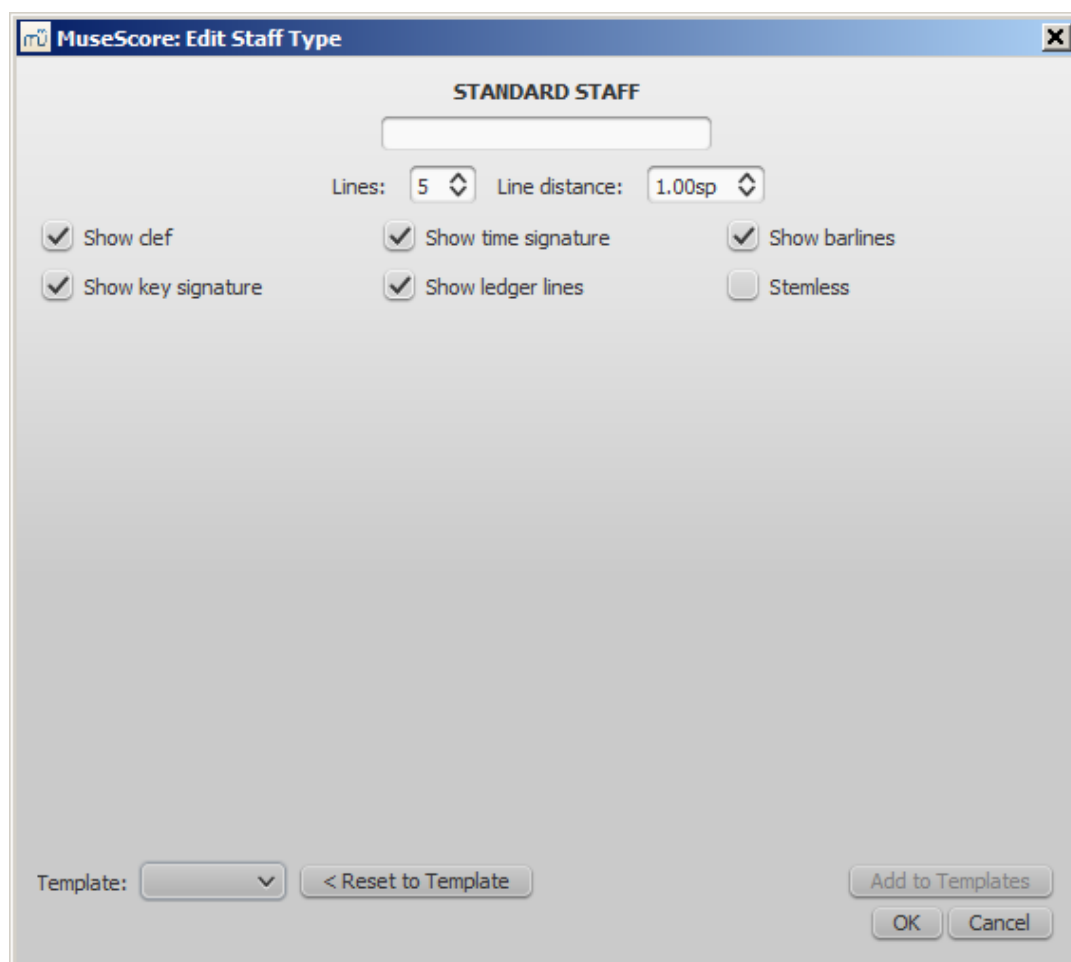 mü MuseScore: Edit Staff Type
STANDARD STAFF
Lines: 5 Line distance: 1.00sp
Show clef Show time signature Show barlines
Show key signature Show ledger lines Stemless
Template: < Reset to Template Add to Templates
OK Cancel